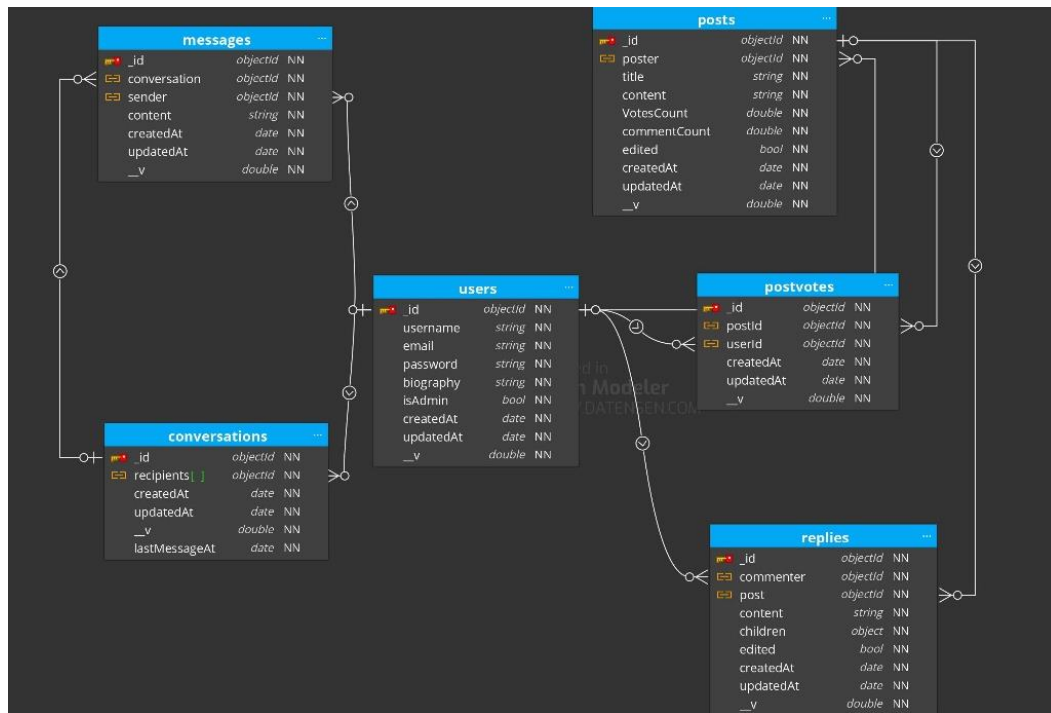 messages ...
_id objectId NN
conversation objectId NN
sender objectId NN
content string NN
createdAt date NN
updatedAt date NN
__v double NN
posts ...
_id objectId NN
poster objectId NN
title string NN
content string NN
VotesCount double NN
commentCount double NN
edited bool NN
createdAt date NN
updatedAt date NN
__v double NN
users ...
_id objectId NN
username string NN
email string NN
password string NN
biography string NN
isAdmin bool NN
createdAt date NN
updatedAt date NN
__v double NN
postvotes ...
_id objectId NN
postId objectId NN
userId objectId NN
createdAt date NN
updatedAt date NN
__v double NN
in
Modeler
DATENSEN.COM
conversations ...
_id objectId NN
recipients[ ] objectId NN
createdAt date NN
updatedAt date NN
__v double NN
lastMessageAt date NN
replies ...
_id objectId NN
commenter objectId NN
post objectId NN
content string NN
children object NN
edited bool NN
createdAt date NN
updatedAt date NN
__v double NN